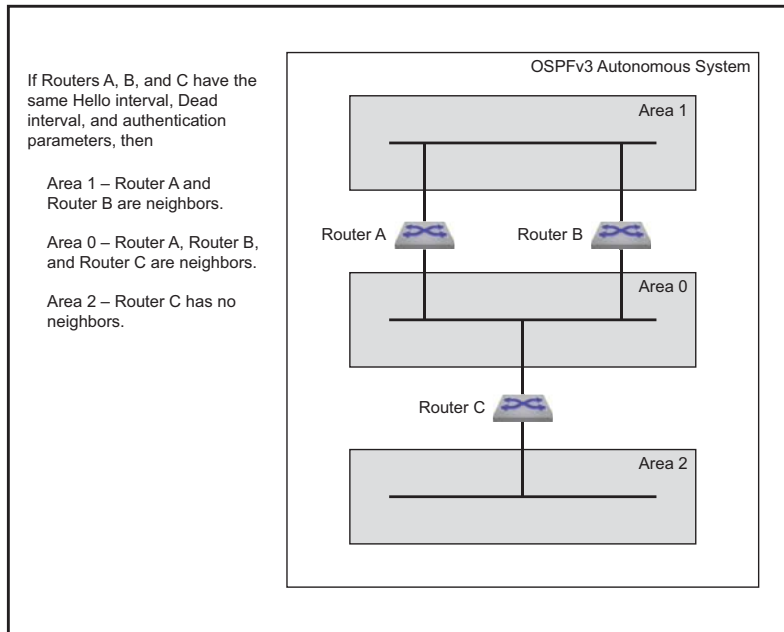 If Routers A, B, and C have the
same Hello interval, Dead
interval, and authentication
parameters, then
Area 1 – Router A and
Router B are neighbors.
Area 0 – Router A, Router B,
and Router C are neighbors.
Area 2 – Router C has no
neighbors.
OSPFv3 Autonomous System
Area 1
Router A
Router B
Area 0
Router C
Area 2